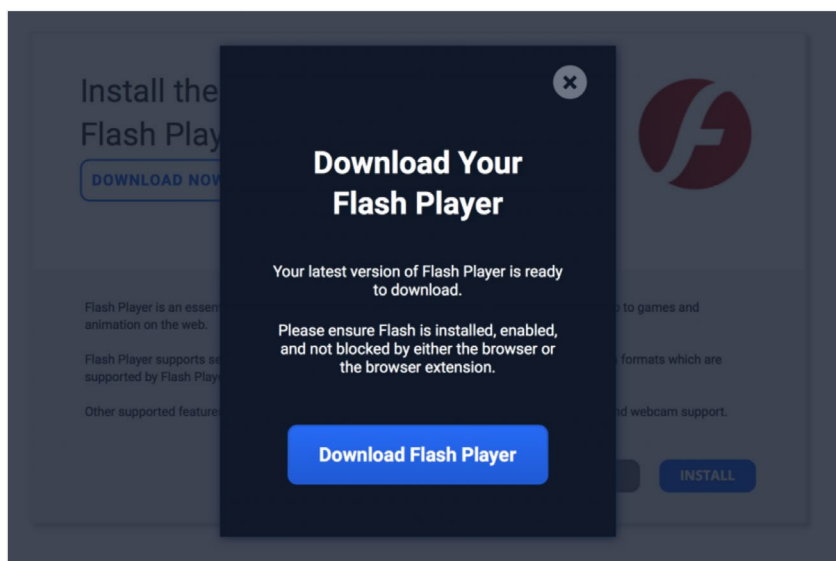 Install the
Flash Play
DOWNLOAD NOW
Download Your
Flash Player
Your latest version of Flash Player is ready
to download.
Please ensure Flash is installed, enabled,
and not blocked by either the browser or
the browser extension.
Download Flash Player
Flash Player is an essen
to games and
animation on the web.
Flash Player supports se
formats which are
supported by Flash Playe
Other supported feature
nd webcam support.
INSTALL